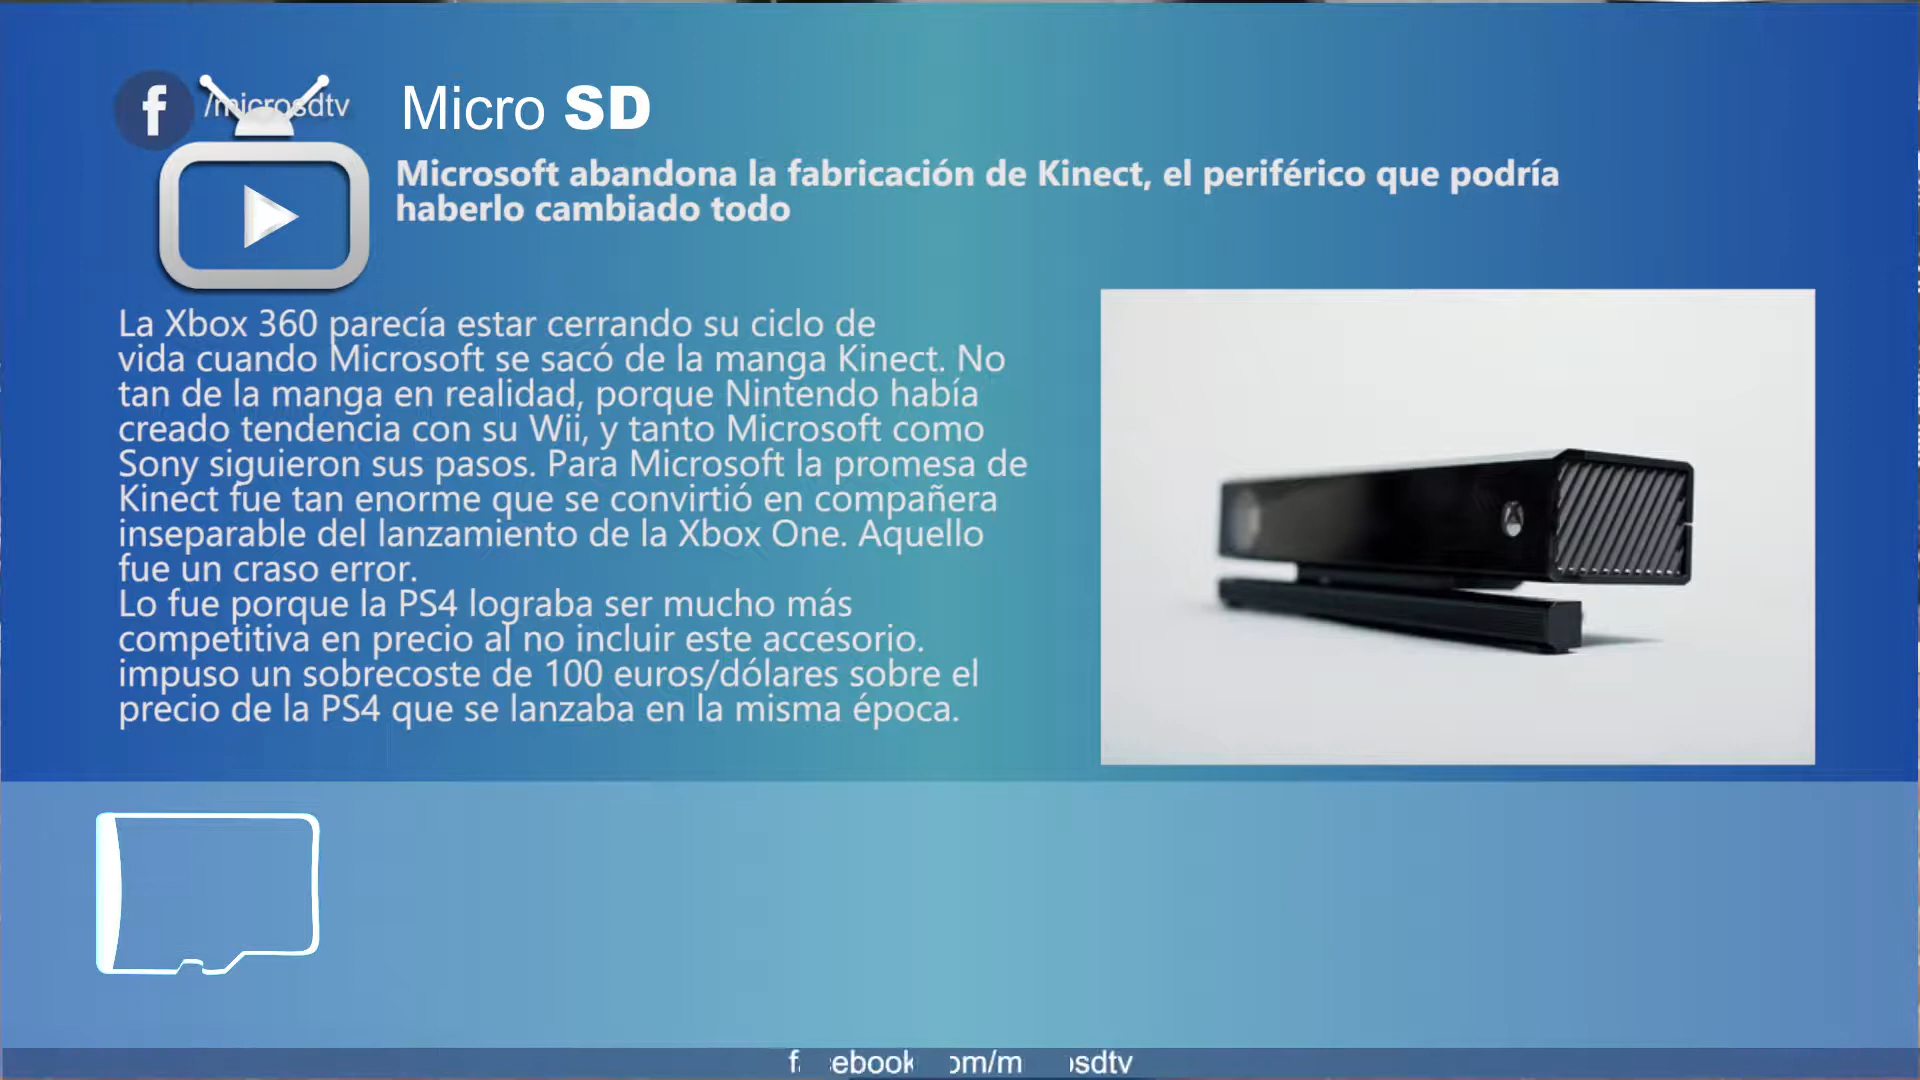 /microsdtv
Micro SD
Microsoft abandona la fabricación de Kinect, el periférico que podría
haberlo cambiado todo
La Xbox 360 parecía estar cerrando su ciclo de
vida cuando Microsoft se sacó de la manga Kinect. No
tan de la manga en realidad, porque Nintendo había
creado tendencia con su Wii, y tanto Microsoft como
Sony siguieron sus pasos. Para Microsoft la promesa de
Kinect fue tan enorme que se convirtió en compañera
inseparable del lanzamiento de la Xbox One. Aquello
fue un craso error.
Lo fue porque la PS4 lograba ser mucho más
competitiva en precio al no incluir este accesorio.
impuso un sobrecoste de 100 euros/dólares sobre el
precio de la PS4 que se lanzaba en la misma época.